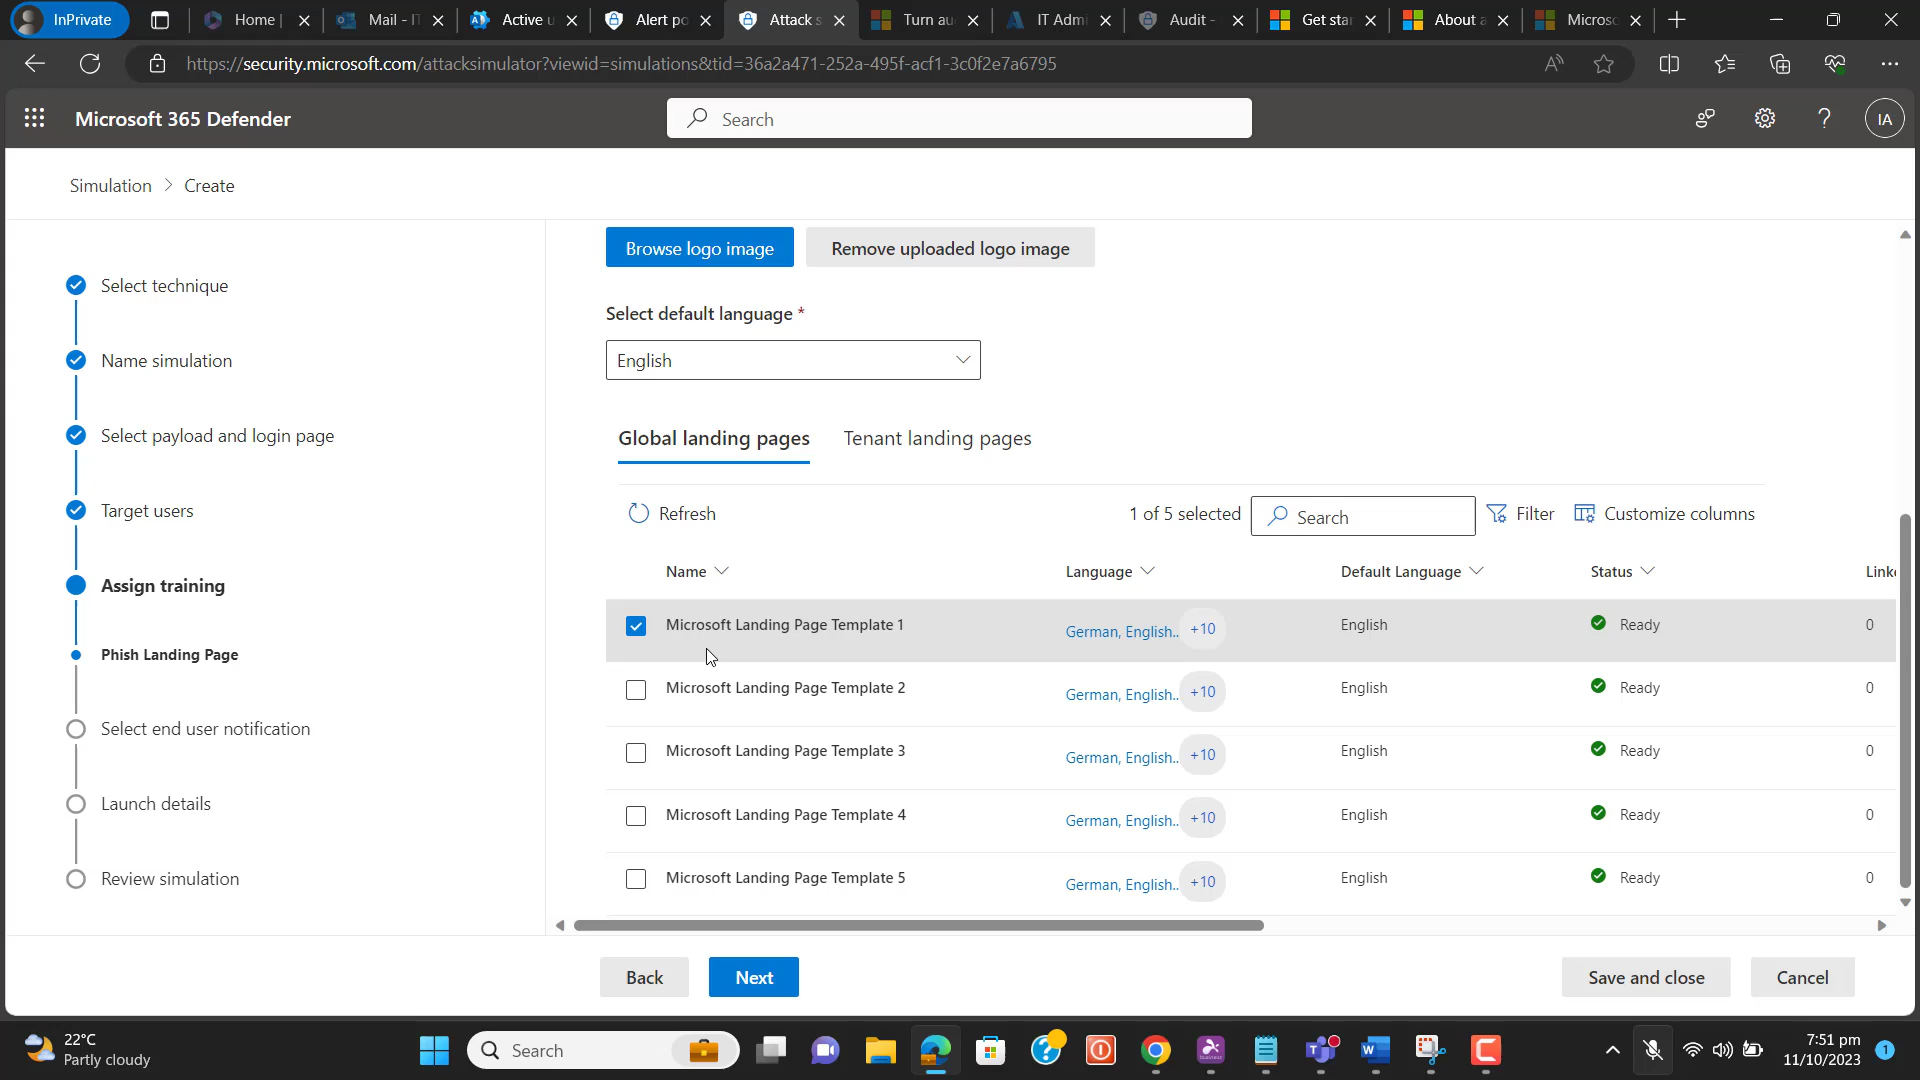 InPrivate
Home |
Mail - IT
Active u
Alert po
Attack s
Turn au
IT Admi
Audit -
Get star
About a
Microso
https://security.microsoft.com/attacksimulator?viewid=simulations&tid=36a2a471-252a-495f-acf1-3c0f2e7a6795
Microsoft 365 Defender
Search
IA
Simulation > Create
Browse logo image
Remove uploaded logo image
Select technique
Name simulation
Select payload and login page
Target users
Assign training
Phish Landing Page
Select end user notification
Launch details
Review simulation
Select default language *
English
Global landing pages
Tenant landing pages
Refresh
1 of 5 selected
Search
Filter
Customize columns
Name
Language
Default Language
Status
Link
Microsoft Landing Page Template 1
German, English.. +10
English
Ready
0
Microsoft Landing Page Template 2
German, English.. +10
English
Ready
0
Microsoft Landing Page Template 3
German, English.. +10
English
Ready
0
Microsoft Landing Page Template 4
German, English.. +10
English
Ready
0
Microsoft Landing Page Template 5
German, English.. +10
English
Ready
0
Back
Next
Save and close
Cancel
22°C
Partly cloudy
Search
7:51 pm
11/10/2023
1